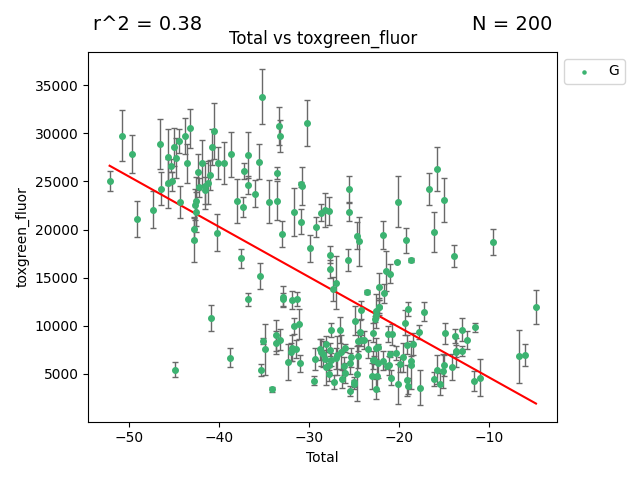 r^2 = 0.38
N = 200
Total vs toxgreen_fluor
G
35000
30000
25000
20000
15000
10000
5000
toxgreen_fluor
−50
−40
−30
−20
−10
Total